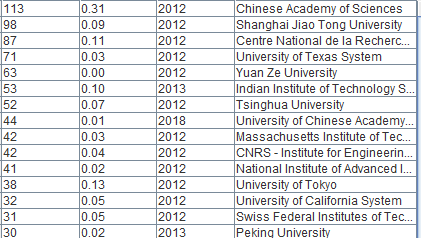 113 0.31 2012 Chinese Academy of Sciences
98 0.09 2012 Shanghai Jiao Tong University
87 0.11 2012 Centre National de la Recherc...
71 0.03 2012 University of Texas System
63 0.00 2012 Yuan Ze University
53 0.10 2013 Indian Institute of Technology S...
52 0.07 2012 Tsinghua University
44 0.01 2018 University of Chinese Academy...
42 0.03 2012 Massachusetts Institute of Tec...
42 0.04 2012 CNRS - Institute for Engineerin...
41 0.02 2012 National Institute of Advanced I...
38 0.13 2012 University of Tokyo
32 0.05 2012 University of California System
31 0.05 2012 Swiss Federal Institutes of Tec...
30 0.02 2013 Peking University